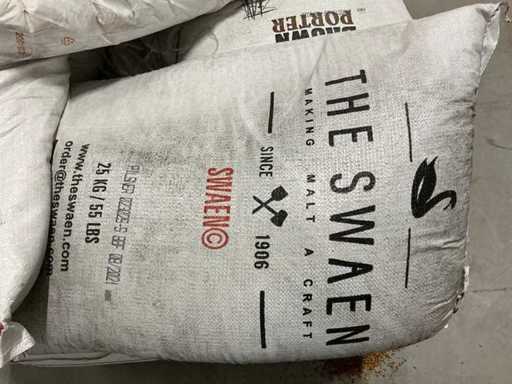 BROWN
PORTER
THE SWAEN
MAKING MALT A CRAFT
SINCE 1906
SWAEN©
25 KG / 55 LBS
www.theswaen.com
order@theswaen.com